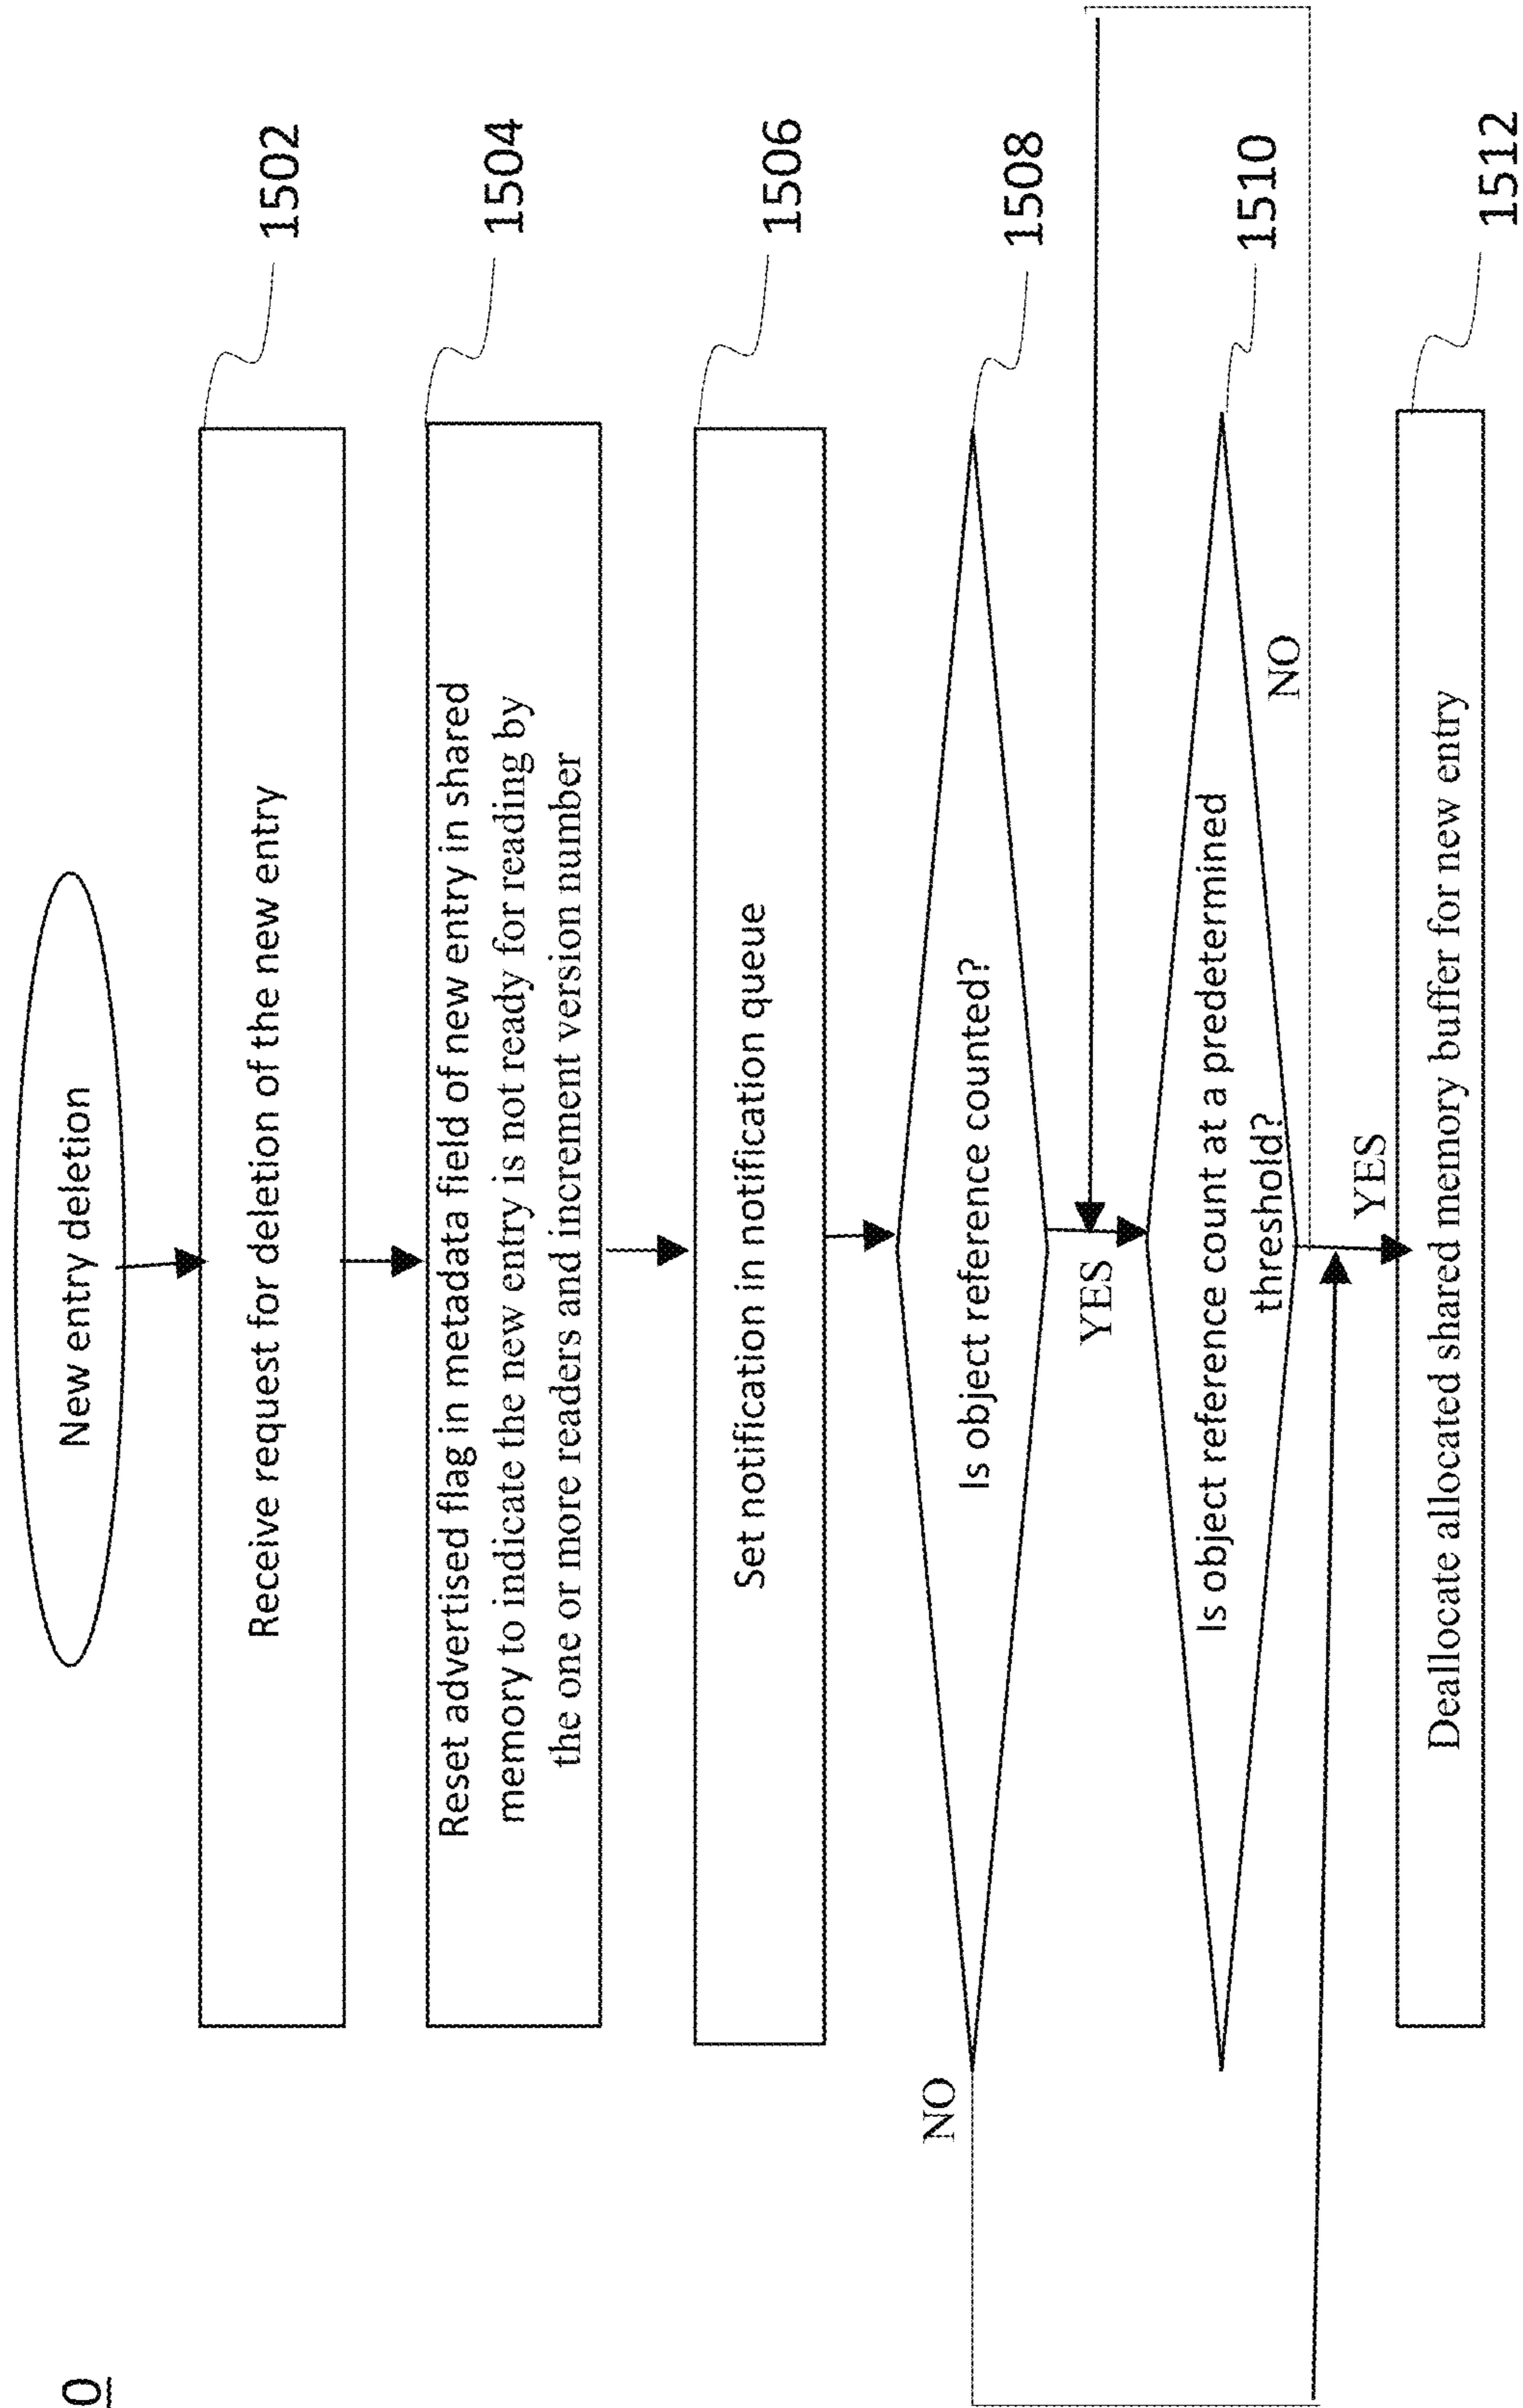 0
New entry deletion
Receive request for deletion of the new entry
1502
Reset advertised flag in metadata field of new entry in shared
memory to indicate the new entry is not ready for reading by
the one or more readers and increment version number
1504
Set notification in notification queue
1506
Is object reference counted?
1508
NO
YES
Is object reference count at a predetermined
threshold?
1510
NO
YES
Deallocate allocated shared memory buffer for new entry
1512